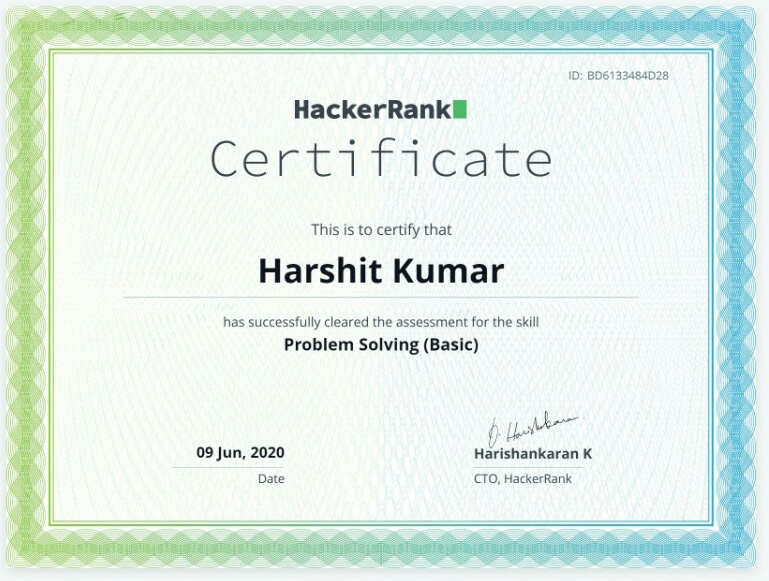 ID: BD6133484D28
HackerRank
Certificate
This is to certify that
Harshit Kumar
has successfully cleared the assessment for the skill
Problem Solving (Basic)
O. Harishankaran
09 Jun, 2020
Harishankaran K
Date
CTO, HackerRank